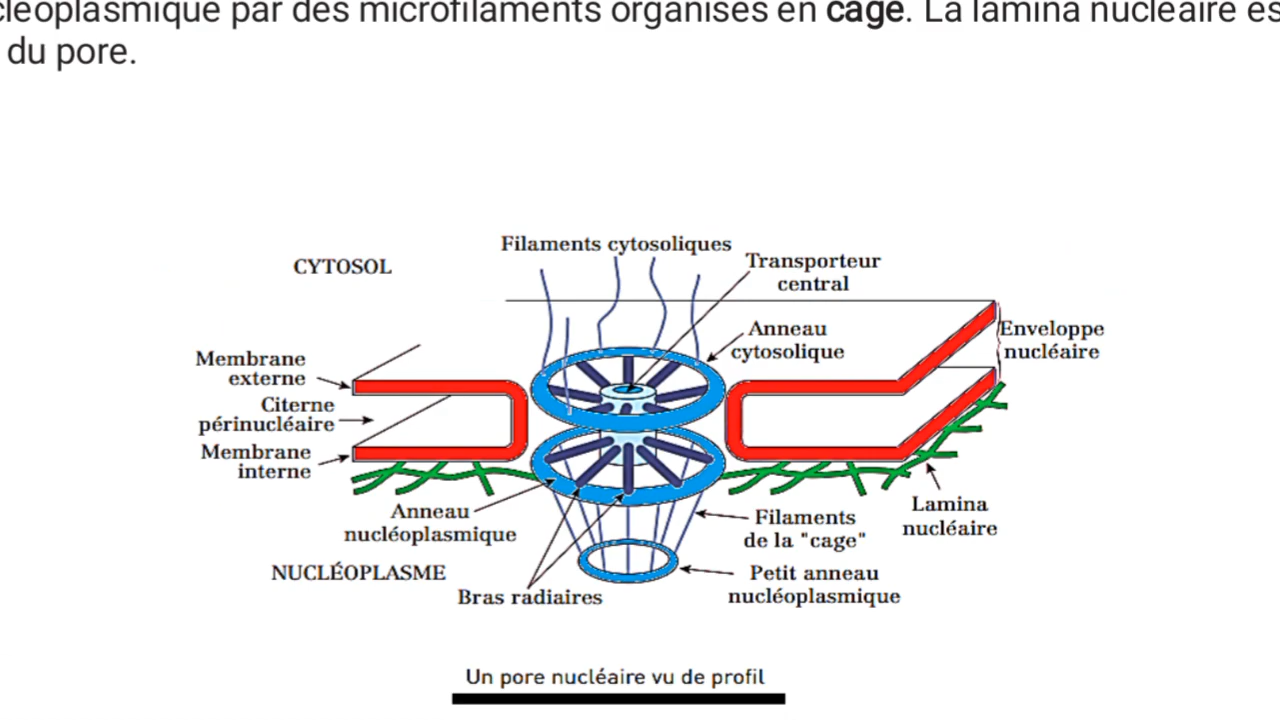 cléoplasmique par des microfilaments organisés en cage. La lamina nucléaire es
du pore.
Filaments cytosoliques
CYTOSOL
Transporteur
central
Anneau
cytosolique
Enveloppe
nucléaire
Membrane
externe
Citerne
périnucléaire
Membrane
interne
Anneau
nucléoplasmique
Lamina
nucléaire
Filaments
de la "cage"
NUCLÉOPLASME
Petit anneau
nucléoplasmique
Bras radiaires
Un pore nucléaire vu de profil